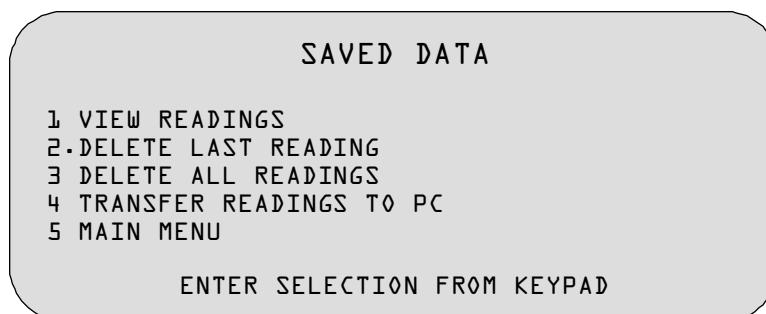 SAVED DATA
1 VIEW READINGS
2.DELETE LAST READING
3 DELETE ALL READINGS
4 TRANSFER READINGS TO PC
5 MAIN MENU
ENTER SELECTION FROM KEYPAD